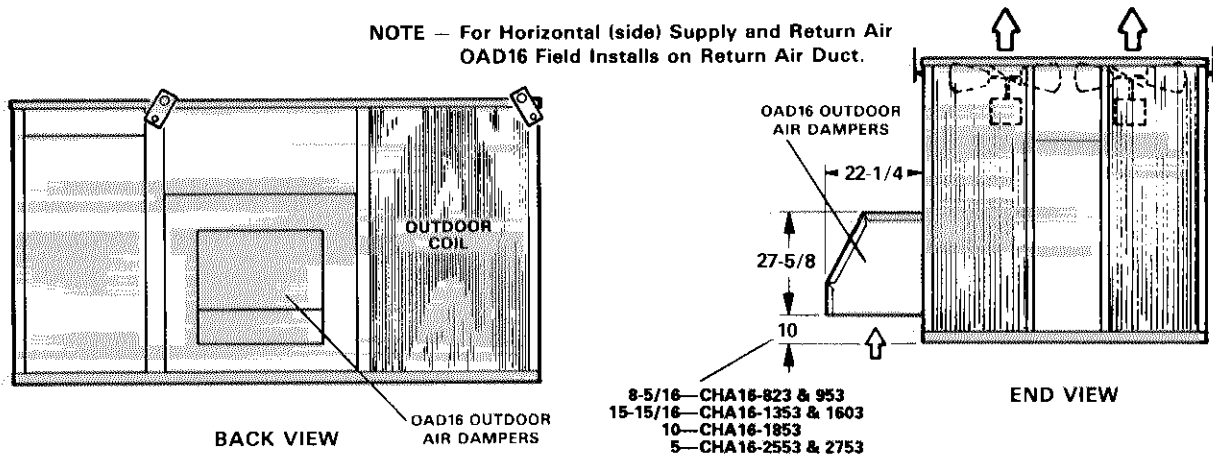 NOTE — For Horizontal (side) Supply and Return Air
OAD16 Field Installs on Return Air Duct.
OUTDOOR
COIL
OAD16 OUTDOOR
AIR DAMPERS
BACK VIEW
OAD16 OUTDOOR
AIR DAMPERS
22-1/4
27-5/8
10
8-5/16—CHA16-823 & 953
15-15/16—CHA16-1353 & 1603
10—CHA16-1853
5—CHA16-2553 & 2753
END VIEW